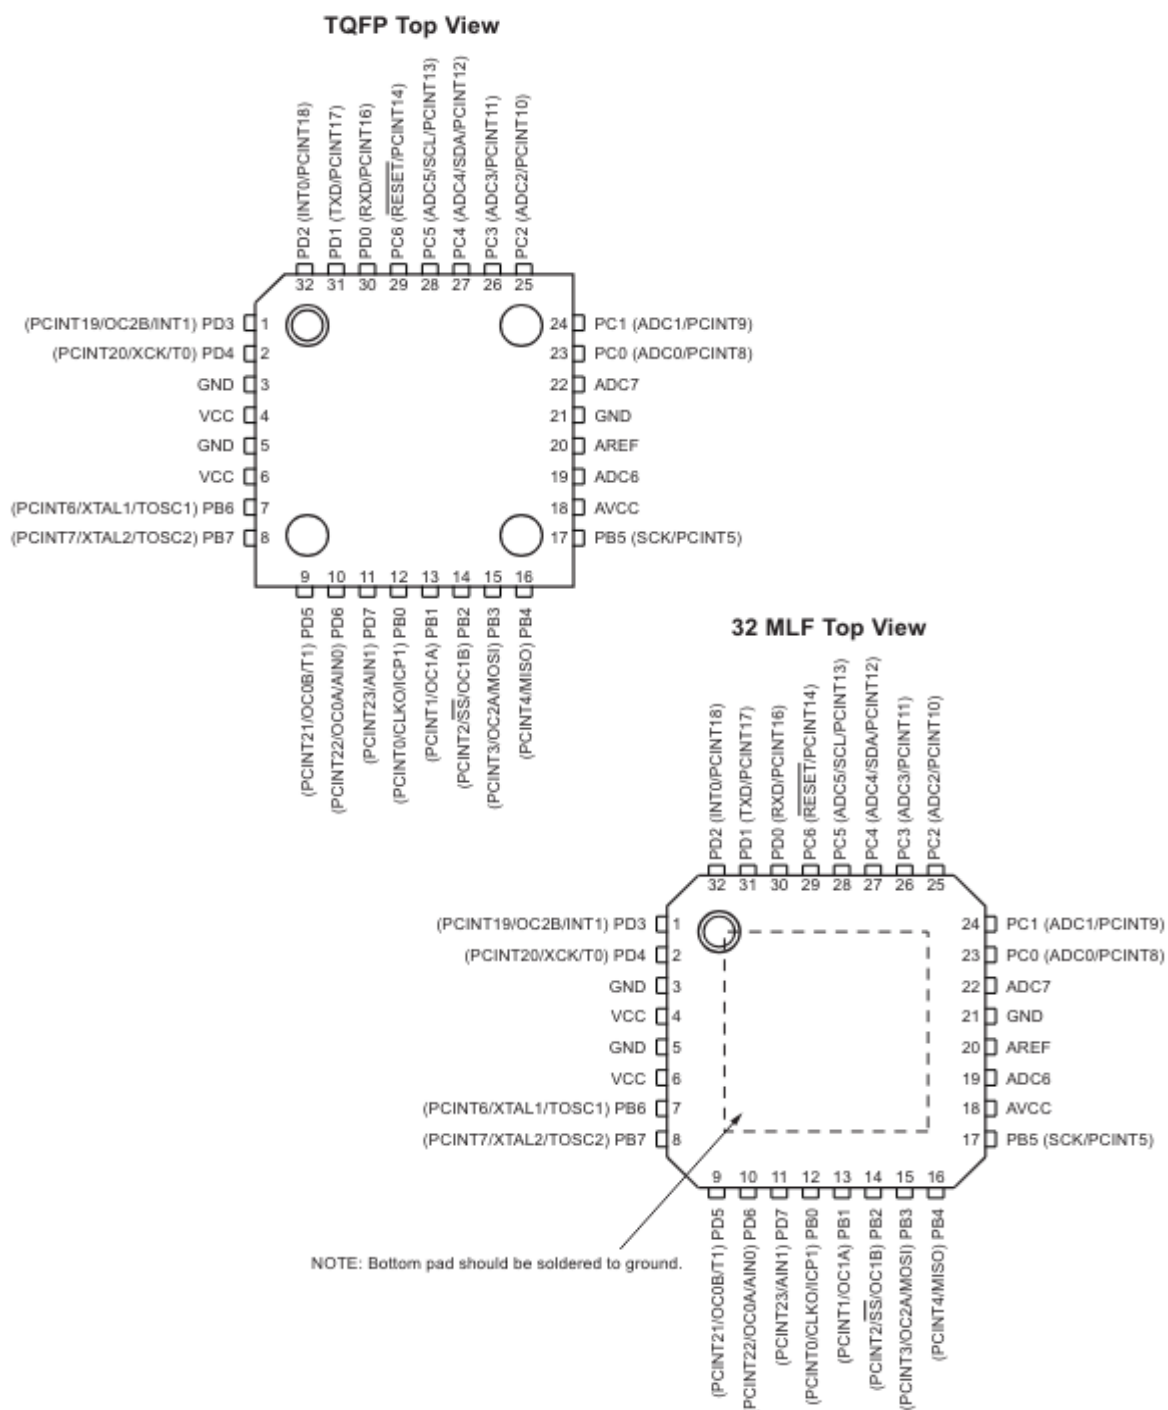 TQFP Top View
PD2 (INT0/PCINT18)
PD1 (TXD/PCINT17)
PD0 (RXD/PCINT16)
PC6 (RESET/PCINT14)
PC5 (ADC5/SCL/PCINT13)
PC4 (ADC4/SDA/PCINT12)
PC3 (ADC3/PCINT11)
PC2 (ADC2/PCINT10)
32 31 30 29 28 27 26 25
(PCINT19/OC2B/INT1) PD3 1 24 PC1 (ADC1/PCINT9)
(PCINT20/XCK/T0) PD4 2 23 PC0 (ADC0/PCINT8)
GND 3 22 ADC7
VCC 4 21 GND
GND 5 20 AREF
VCC 6 19 ADC6
(PCINT6/XTAL1/TOSC1) PB6 7 18 AVCC
(PCINT7/XTAL2/TOSC2) PB7 8 17 PB5 (SCK/PCINT5)
9 10 11 12 13 14 15 16
(PCINT21/OC0B/T1) PD5
(PCINT22/OC0A/AIN0) PD6
(PCINT23/AIN1) PD7
(PCINT0/CLKO/ICP1) PB0
(PCINT1/OC1A) PB1
(PCINT2/SS/OC1B) PB2
(PCINT3/OC2A/MOSI) PB3
(PCINT4/MISO) PB4
32 MLF Top View
PD2 (INT0/PCINT18)
PD1 (TXD/PCINT17)
PD0 (RXD/PCINT16)
PC6 (RESET/PCINT14)
PC5 (ADC5/SCL/PCINT13)
PC4 (ADC4/SDA/PCINT12)
PC3 (ADC3/PCINT11)
PC2 (ADC2/PCINT10)
32 31 30 29 28 27 26 25
(PCINT19/OC2B/INT1) PD3 1 24 PC1 (ADC1/PCINT9)
(PCINT20/XCK/T0) PD4 2 23 PC0 (ADC0/PCINT8)
GND 3 22 ADC7
VCC 4 21 GND
GND 5 20 AREF
VCC 6 19 ADC6
(PCINT6/XTAL1/TOSC1) PB6 7 18 AVCC
(PCINT7/XTAL2/TOSC2) PB7 8 17 PB5 (SCK/PCINT5)
9 10 11 12 13 14 15 16
(PCINT21/OC0B/T1) PD5
PCINT22/OC0A/AIN0) PD6
(PCINT23/AIN1) PD7
(PCINT0/CLKO/ICP1) PB0
(PCINT1/OC1A) PB1
(PCINT2/SS/OC1B) PB2
(PCINT3/OC2A/MOSI) PB3
(PCINT4/MISO) PB4
NOTE: Bottom pad should be soldered to ground.